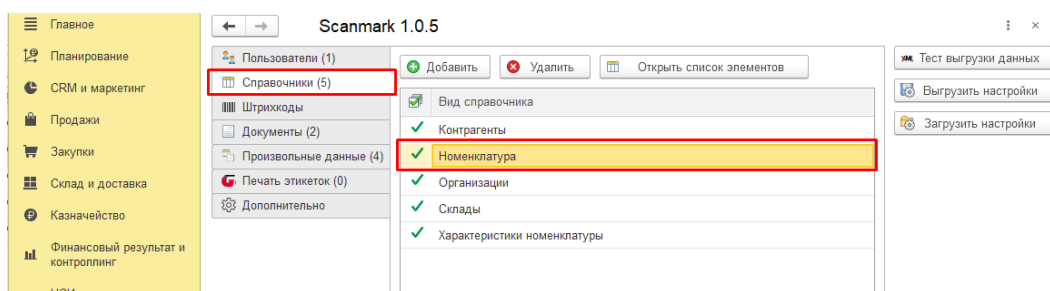 Главное
Планирование
CRM и маркетинг
Продажи
Закупки
Склад и доставка
Казначейство
Финансовый результат и
контроллинг
Scanmark 1.0.5
Пользователи (1)
Справочники (5)
Штрихкоды
Документы (2)
Произвольные данные (4)
Печать этикеток (0)
Дополнительно
Добавить
Удалить
Открыть список элементов
Вид справочника
Контрагенты
Номенклатура
Организации
Склады
Характеристики номенклатуры
XML Тест выгрузки данных
Выгрузить настройки
Загрузить настройки